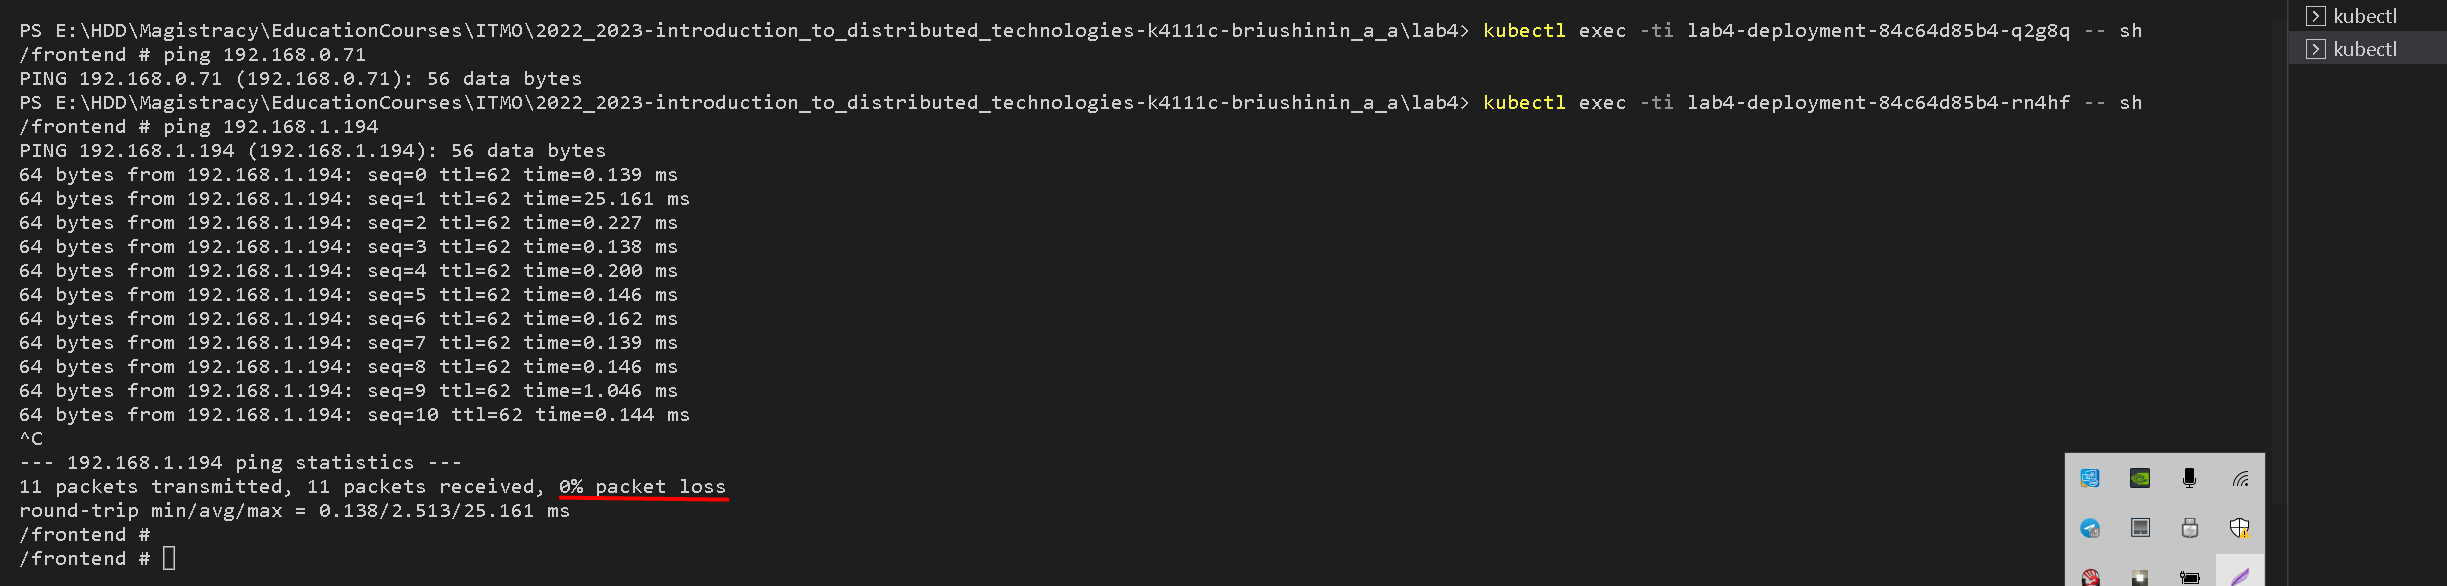 PS E:\HDD\Magistracy\EducationCourses\ITMO\2022_2023-introduction_to_distributed_technologies-k4111c-briushinin_a_a\lab4> kubectl exec -ti lab4-deployment-84c64d85b4-q2g8q -- sh
/frontend # ping 192.168.0.71
PING 192.168.0.71 (192.168.0.71): 56 data bytes
PS E:\HDD\Magistracy\EducationCourses\ITMO\2022_2023-introduction_to_distributed_technologies-k4111c-briushinin_a_a\lab4> kubectl exec -ti lab4-deployment-84c64d85b4-rn4hf -- sh
/frontend # ping 192.168.1.194
PING 192.168.1.194 (192.168.1.194): 56 data bytes
64 bytes from 192.168.1.194: seq=0 ttl=62 time=0.139 ms
64 bytes from 192.168.1.194: seq=1 ttl=62 time=25.161 ms
64 bytes from 192.168.1.194: seq=2 ttl=62 time=0.227 ms
64 bytes from 192.168.1.194: seq=3 ttl=62 time=0.138 ms
64 bytes from 192.168.1.194: seq=4 ttl=62 time=0.200 ms
64 bytes from 192.168.1.194: seq=5 ttl=62 time=0.146 ms
64 bytes from 192.168.1.194: seq=6 ttl=62 time=0.162 ms
64 bytes from 192.168.1.194: seq=7 ttl=62 time=0.139 ms
64 bytes from 192.168.1.194: seq=8 ttl=62 time=0.146 ms
64 bytes from 192.168.1.194: seq=9 ttl=62 time=1.046 ms
64 bytes from 192.168.1.194: seq=10 ttl=62 time=0.144 ms
^C
--- 192.168.1.194 ping statistics ---
11 packets transmitted, 11 packets received, 0% packet loss
round-trip min/avg/max = 0.138/2.513/25.161 ms
/frontend #
/frontend #
kubectl
kubectl